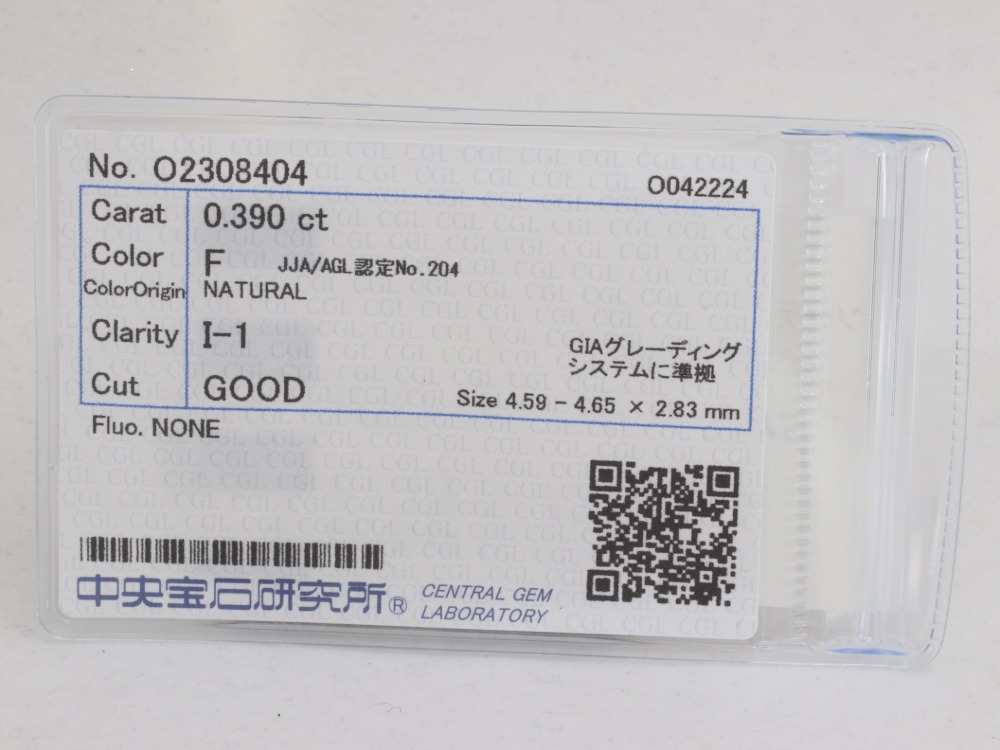 No. O2308404
O042224
Carat 0.390 ct
Color F JJA/AGL認定No.204
ColorOrigin NATURAL
Clarity I-1
GIAグレーディング
システムに準拠
Cut GOOD
Size 4.59 - 4.65 × 2.83 mm
Fluo. NONE
中央宝石研究所® CENTRAL GEM
LABORATORY